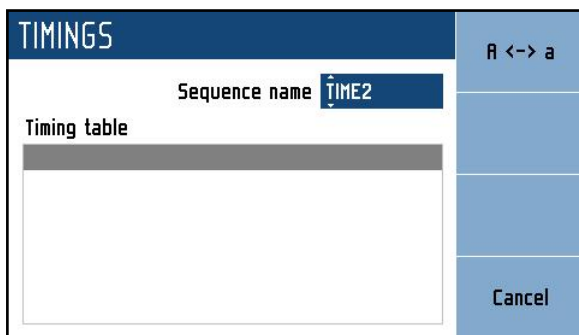 TIMINGS
A <-> a
Sequence name TIME2
Timing table
Cancel